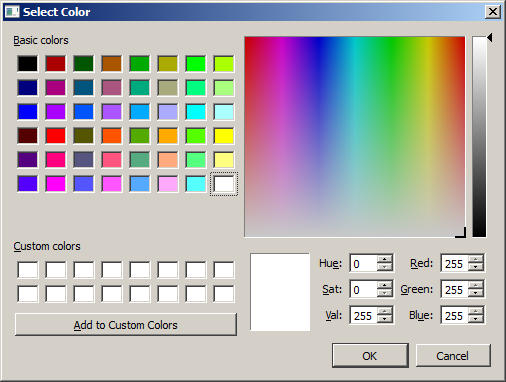 Select Color
Basic colors
Custom colors
Add to Custom Colors
Hue: 0 Red: 255
Sat: 0 Green: 255
Val: 255 Blue: 255
OK Cancel